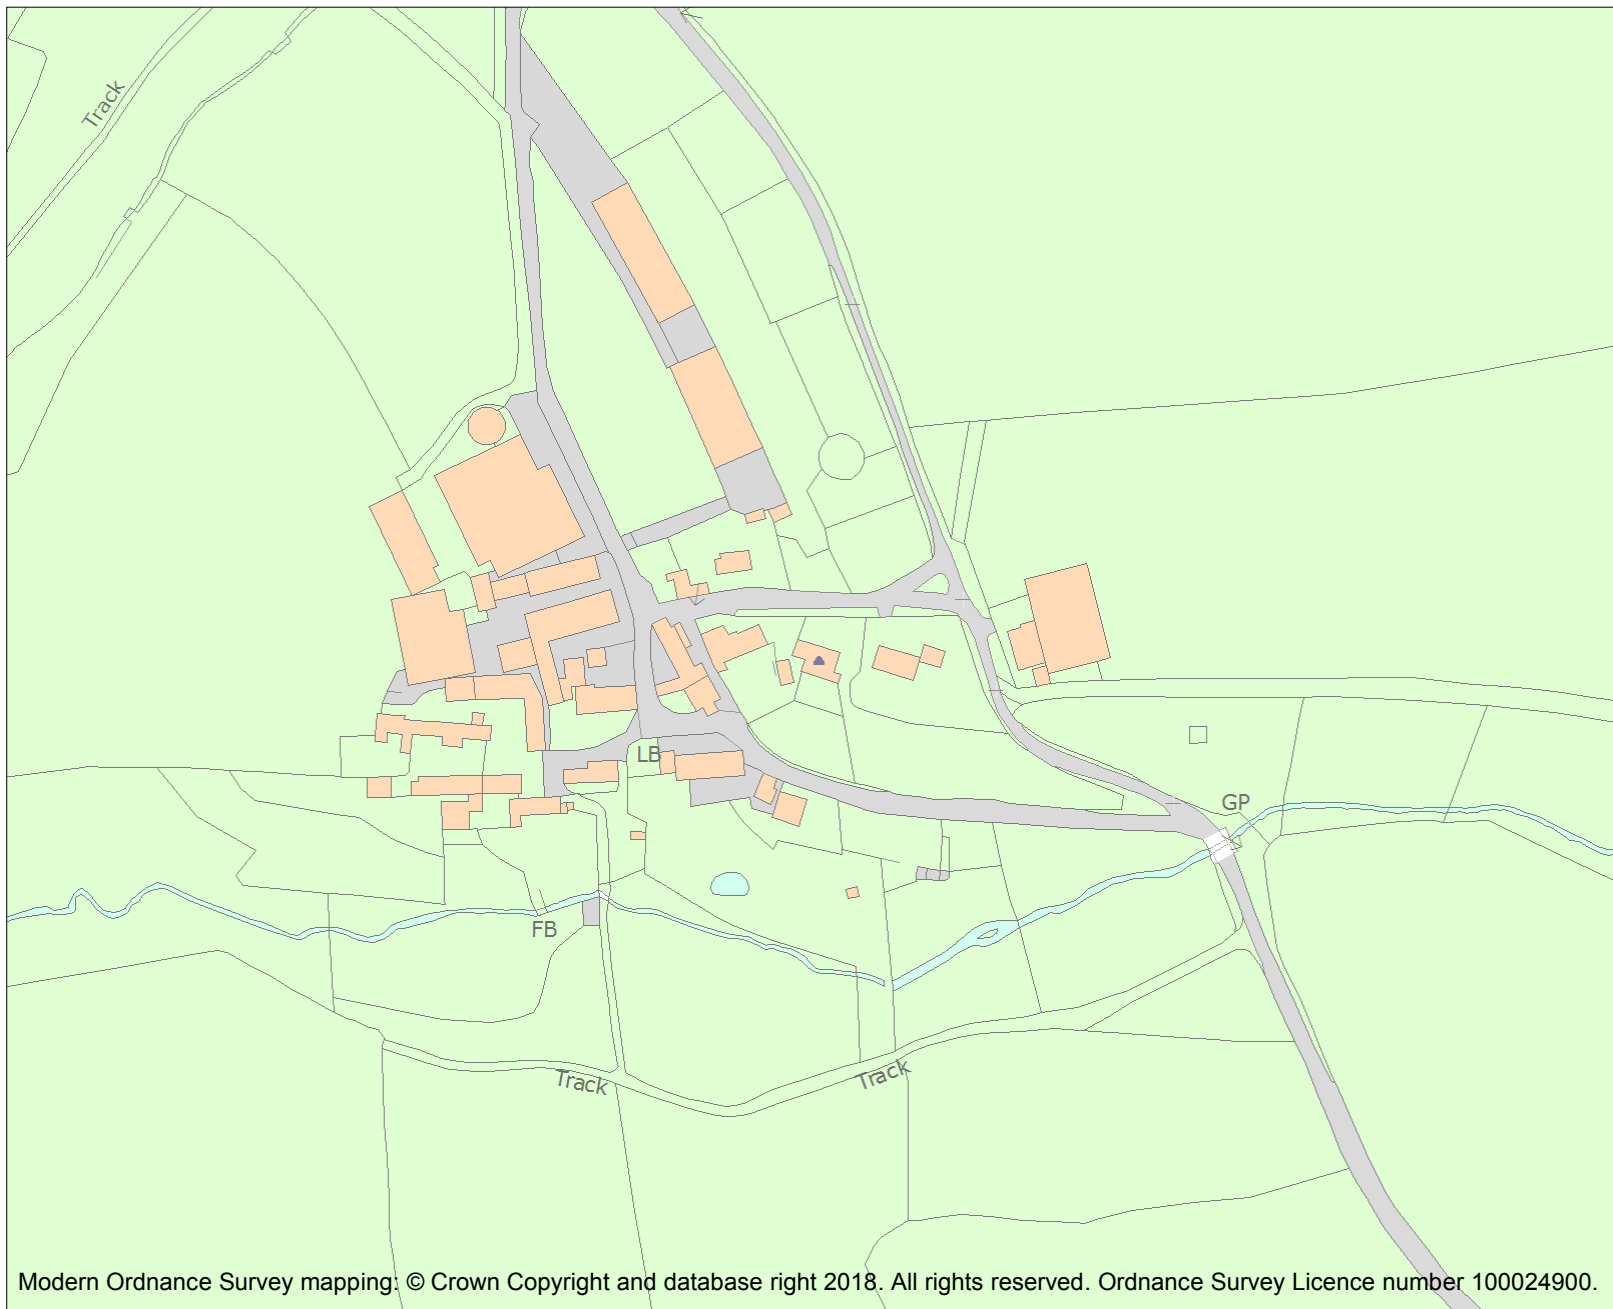 Track
LB
GP
FB
Track
Track
Modern Ordnance Survey mapping: © Crown Copyright and database right 2018. All rights reserved. Ordnance Survey Licence number 100024900.